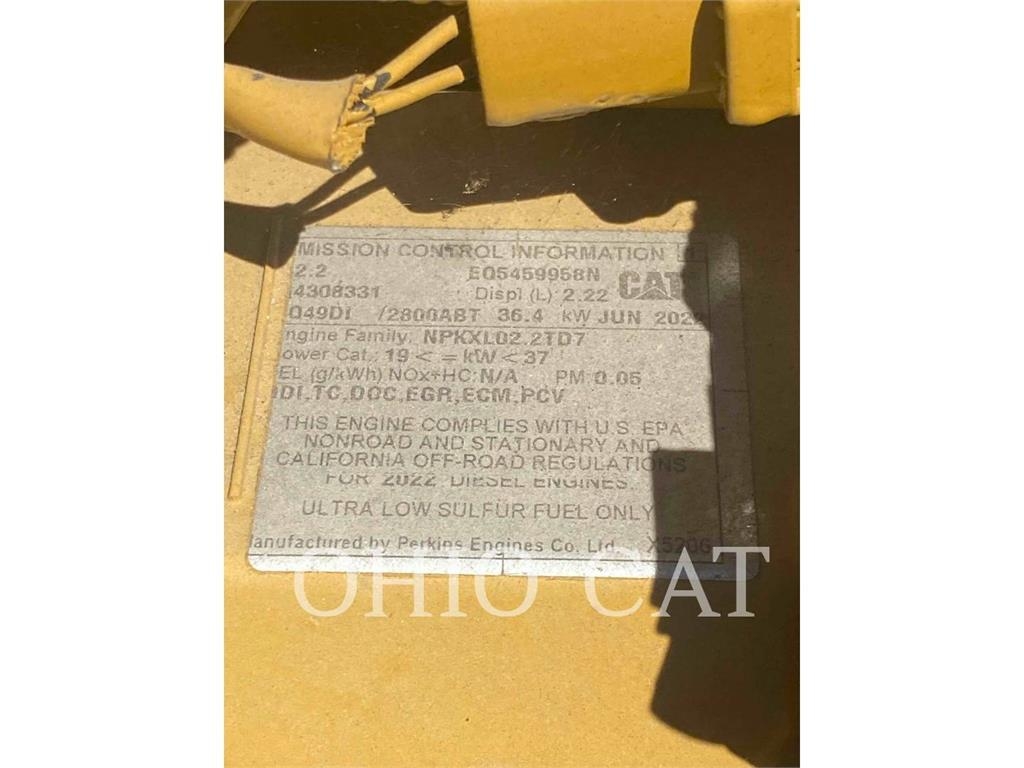 MISSION CONTROL INFORMATION
2.2 EO5459958N CAT
4308331 Displ (L) 2.22
049DI /2800ABT 36.4 kW JUN 2022
ngine Family: NPKXL02.2TD7
ower Cat.: 19 < = kW < 37
EL (g/kWh) NOx+HC: N/A PM 0.05
DI,TC,DOC,EGR,ECM,PCV
THIS ENGINE COMPLIES WITH U.S. EPA
NONROAD AND STATIONARY AND
CALIFORNIA OFF-ROAD REGULATIONS
FOR 2022 DIESEL ENGINES.
ULTRA LOW SULFUR FUEL ONLY
anufactured by Perkins Engines Co. Ltd. X5206
OHIO CAT